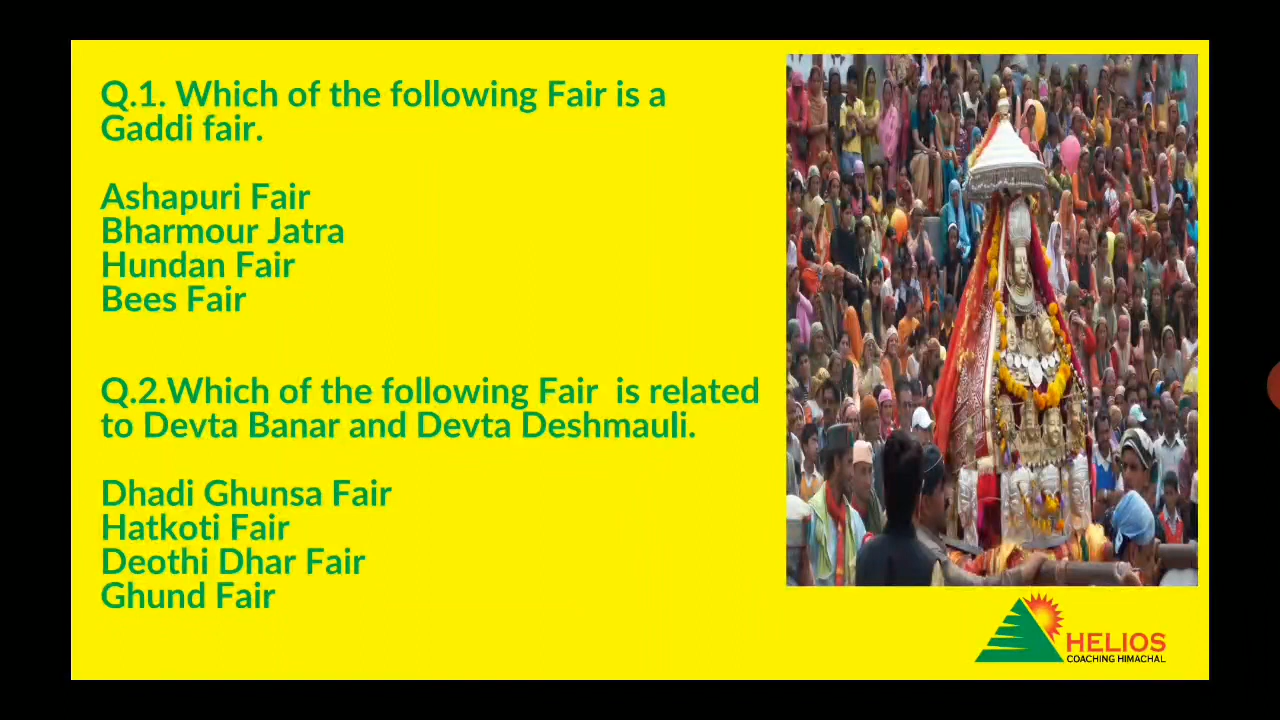 Q.1. Which of the following Fair is a
Gaddi fair.
Ashapuri Fair
Bharmour Jatra
Hundan Fair
Bees Fair
Q.2.Which of the following Fair  is related
to Devta Banar and Devta Deshmauli.
Dhadi Ghunsa Fair
Hatkoti Fair
Deothi Dhar Fair
Ghund Fair
HELIOS
COACHING HIMACHAL